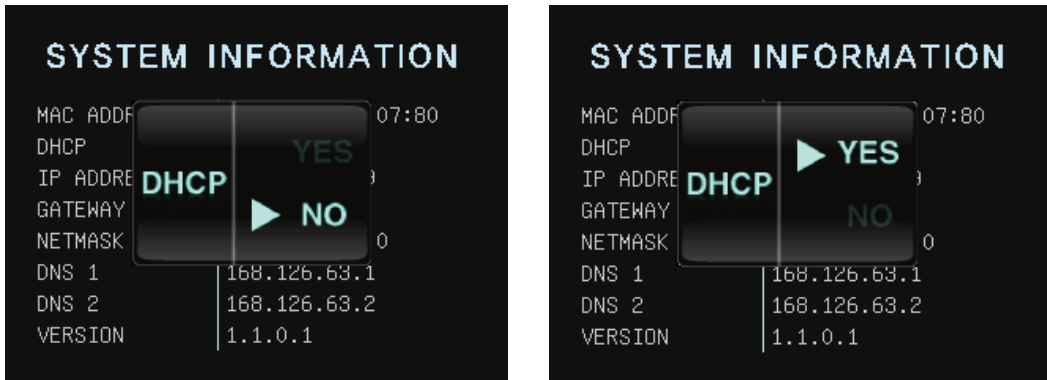 SYSTEM INFORMATION
MAC ADDR 07:80
DHCP
IP ADDRE
GATEWAY
NETMASK 0
DNS 1 168.126.63.1
DNS 2 168.126.63.2
VERSION 1.1.0.1
DHCP
YES
▶ NO
SYSTEM INFORMATION
MAC ADDR 07:80
DHCP
IP ADDRE
GATEWAY
NETMASK 0
DNS 1 168.126.63.1
DNS 2 168.126.63.2
VERSION 1.1.0.1
DHCP
▶ YES
NO